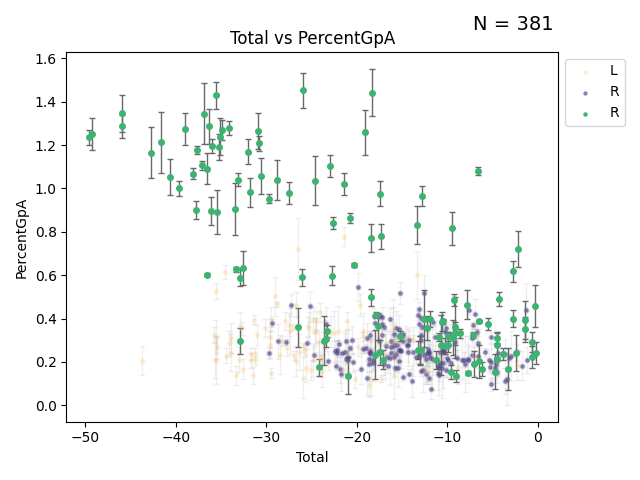 N = 381
Total vs PercentGpA
L
R
R
1.6
1.4
1.2
1.0
0.8
0.6
0.4
0.2
0.0
PercentGpA
−50 −40 −30 −20 −10 0
Total